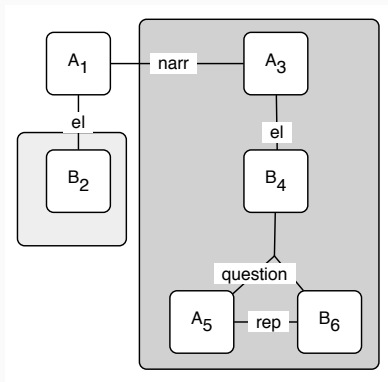 A1 narr A3
el
el
B2
B4
question
A5 rep B6